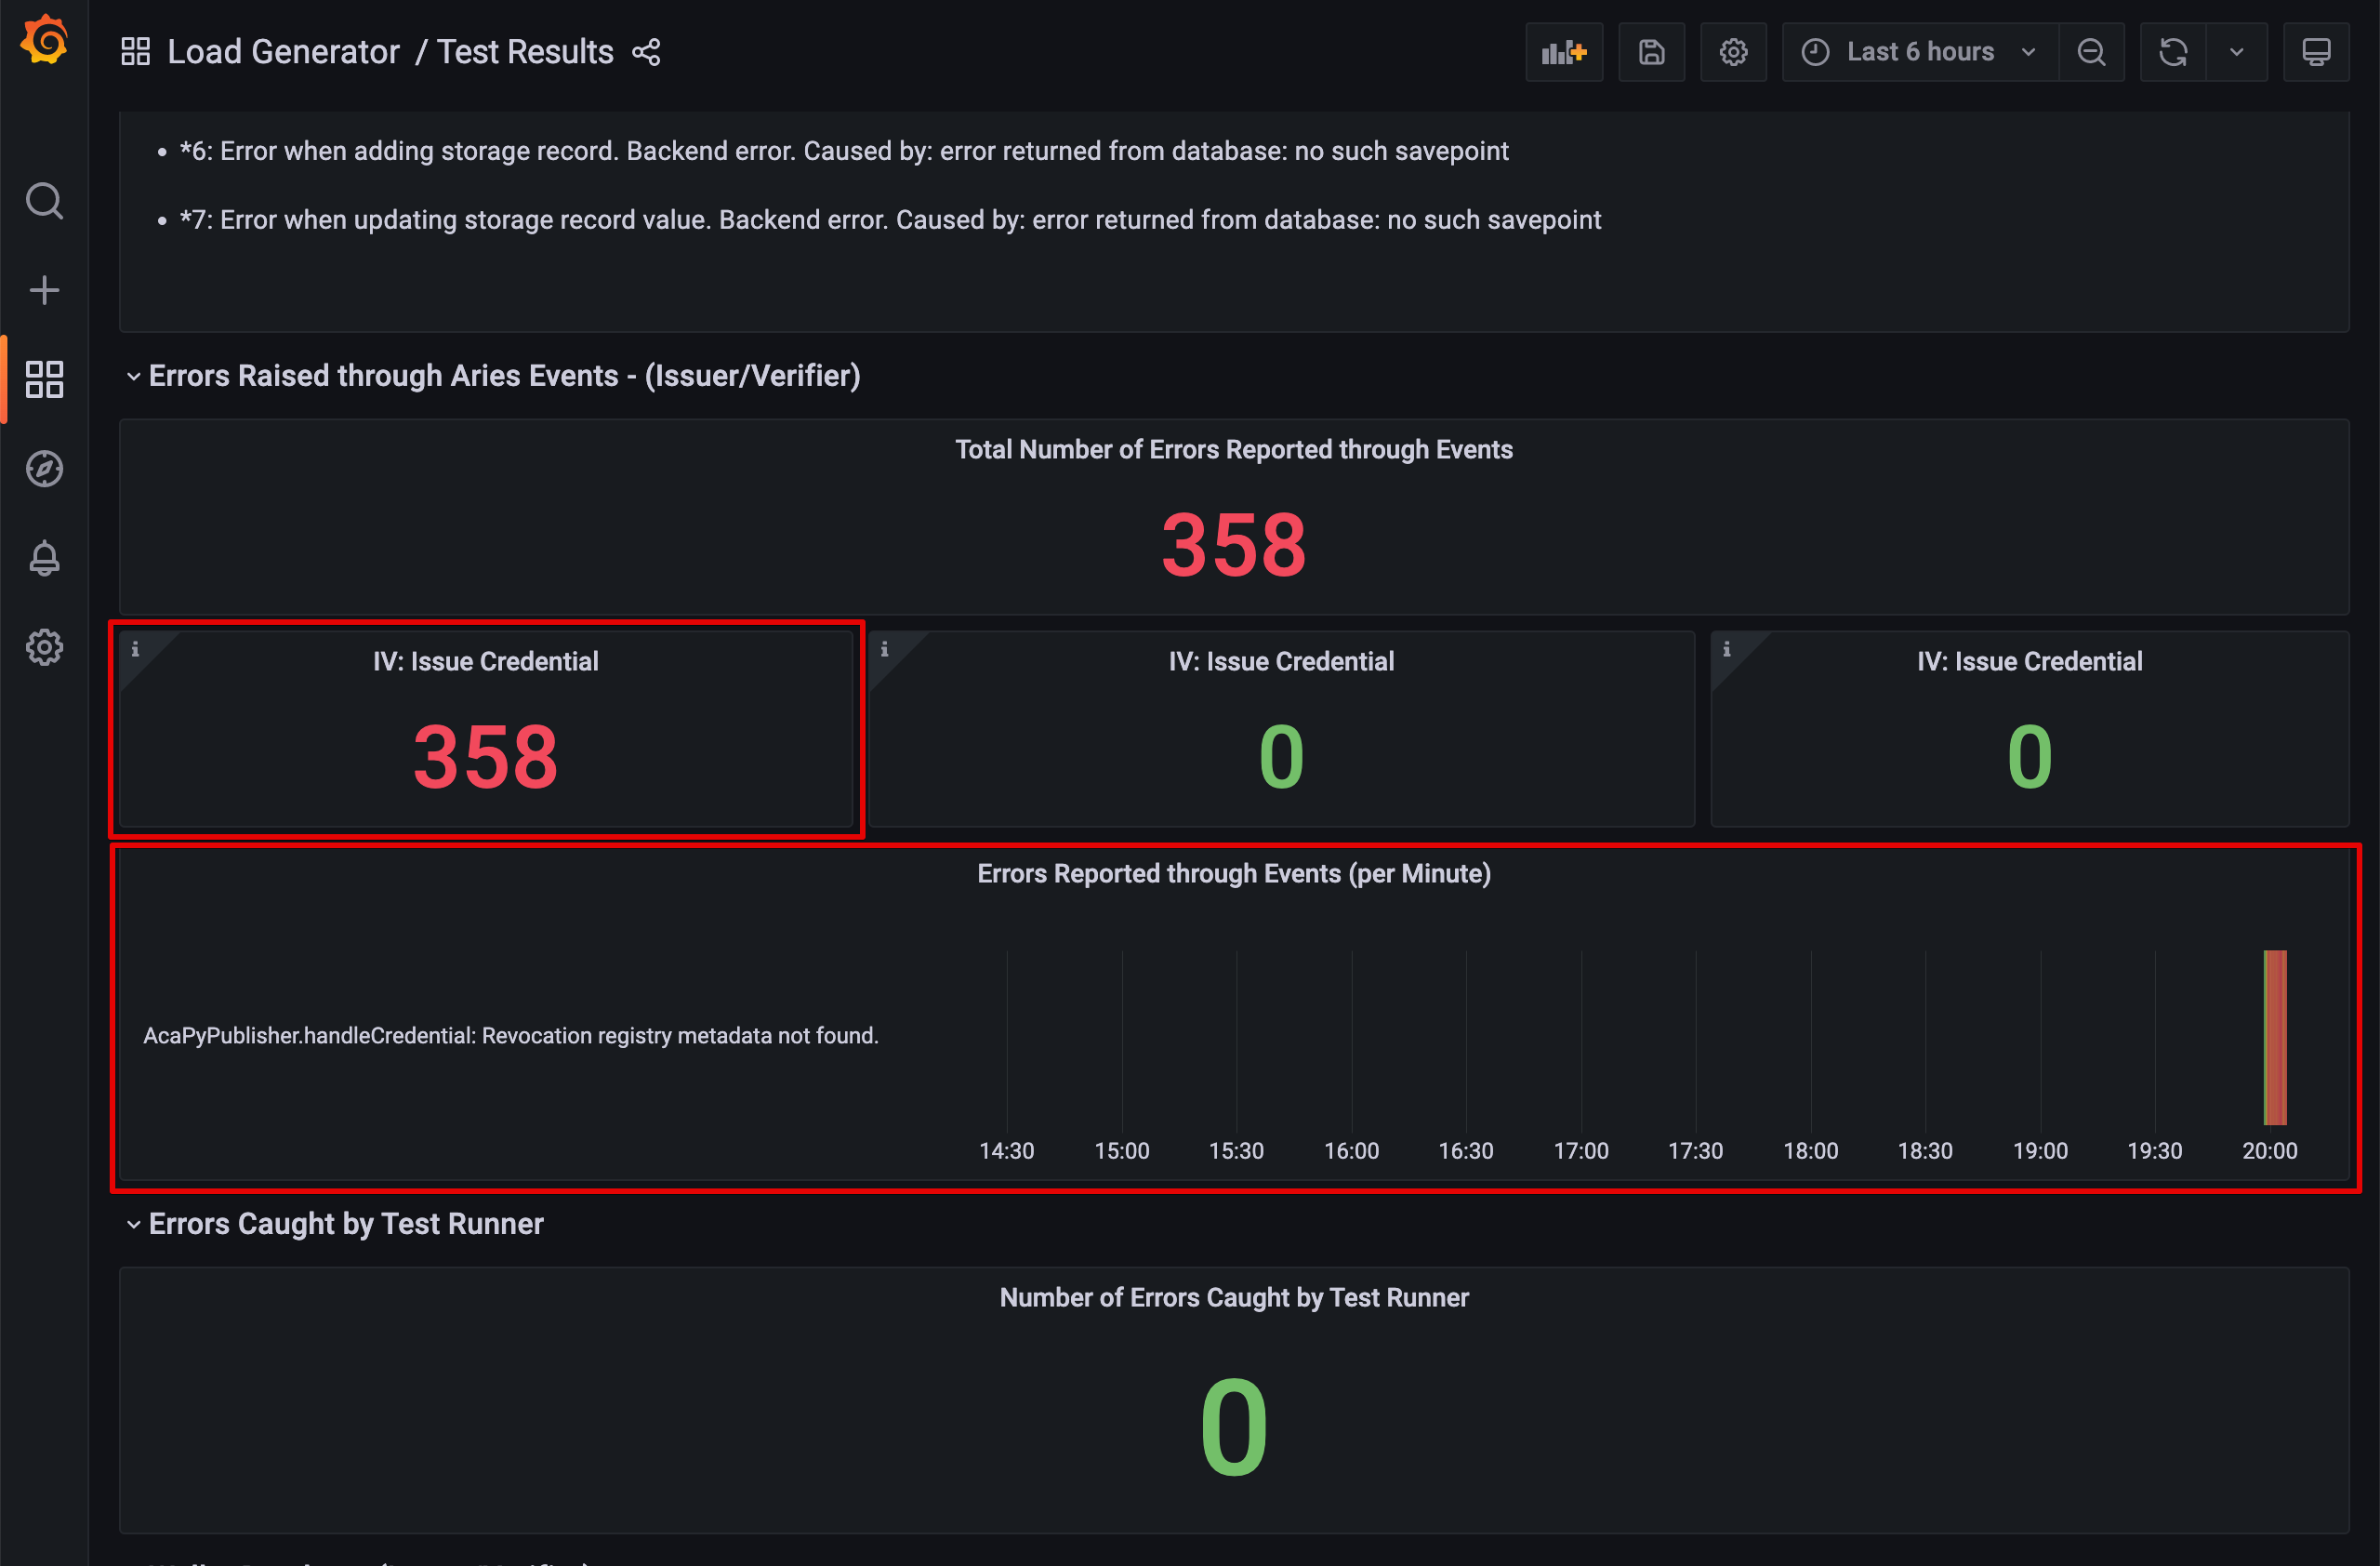 Load Generator / Test Results
Last 6 hours
• *6: Error when adding storage record. Backend error. Caused by: error returned from database: no such savepoint
• *7: Error when updating storage record value. Backend error. Caused by: error returned from database: no such savepoint
Errors Raised through Aries Events - (Issuer/Verifier)
Total Number of Errors Reported through Events
358
i
IV: Issue Credential
358
i
IV: Issue Credential
0
i
IV: Issue Credential
0
Errors Reported through Events (per Minute)
AcaPyPublisher.handleCredential: Revocation registry metadata not found.
14:30 15:00 15:30 16:00 16:30 17:00 17:30 18:00 18:30 19:00 19:30 20:00
Errors Caught by Test Runner
Number of Errors Caught by Test Runner
0